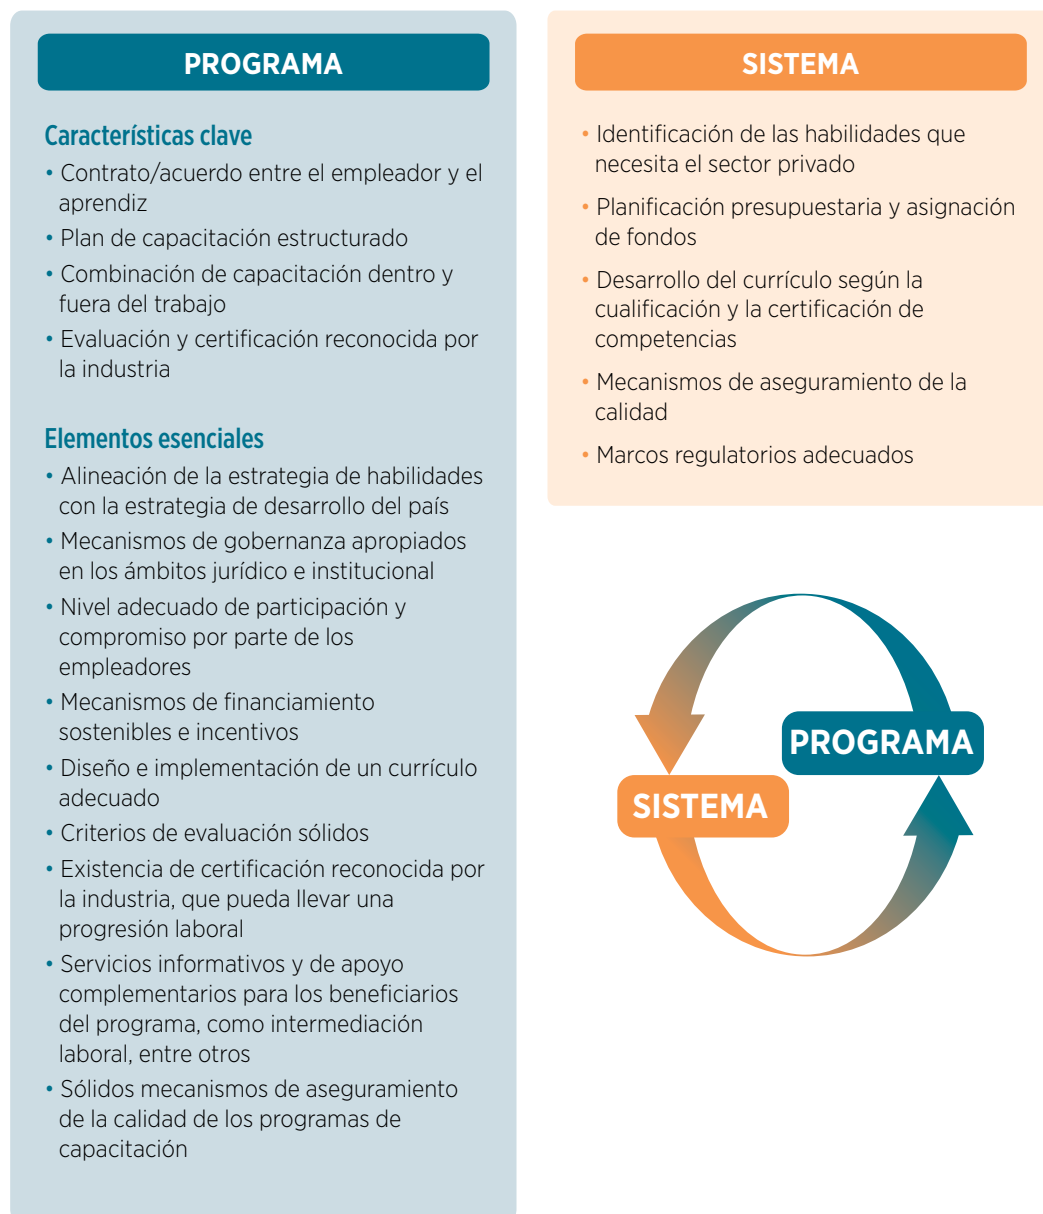 PROGRAMA
Características clave
• Contrato/acuerdo entre el empleador y el
aprendiz
• Plan de capacitación estructurado
• Combinación de capacitación dentro y
fuera del trabajo
• Evaluación y certificación reconocida por
la industria
Elementos esenciales
• Alineación de la estrategia de habilidades
con la estrategia de desarrollo del país
• Mecanismos de gobernanza apropiados
en los ámbitos jurídico e institucional
• Nivel adecuado de participación y
compromiso por parte de los
empleadores
• Mecanismos de financiamiento
sostenibles e incentivos
• Diseño e implementación de un currículo
adecuado
• Criterios de evaluación sólidos
• Existencia de certificación reconocida por
la industria, que pueda llevar una
progresión laboral
• Servicios informativos y de apoyo
complementarios para los beneficiarios
del programa, como intermediación
laboral, entre otros
• Sólidos mecanismos de aseguramiento
de la calidad de los programas de
capacitación
SISTEMA
• Identificación de las habilidades que
necesita el sector privado
• Planificación presupuestaria y asignación
de fondos
• Desarrollo del currículo según la
cualificación y la certificación de
competencias
• Mecanismos de aseguramiento de la
calidad
• Marcos regulatorios adecuados
PROGRAMA
SISTEMA